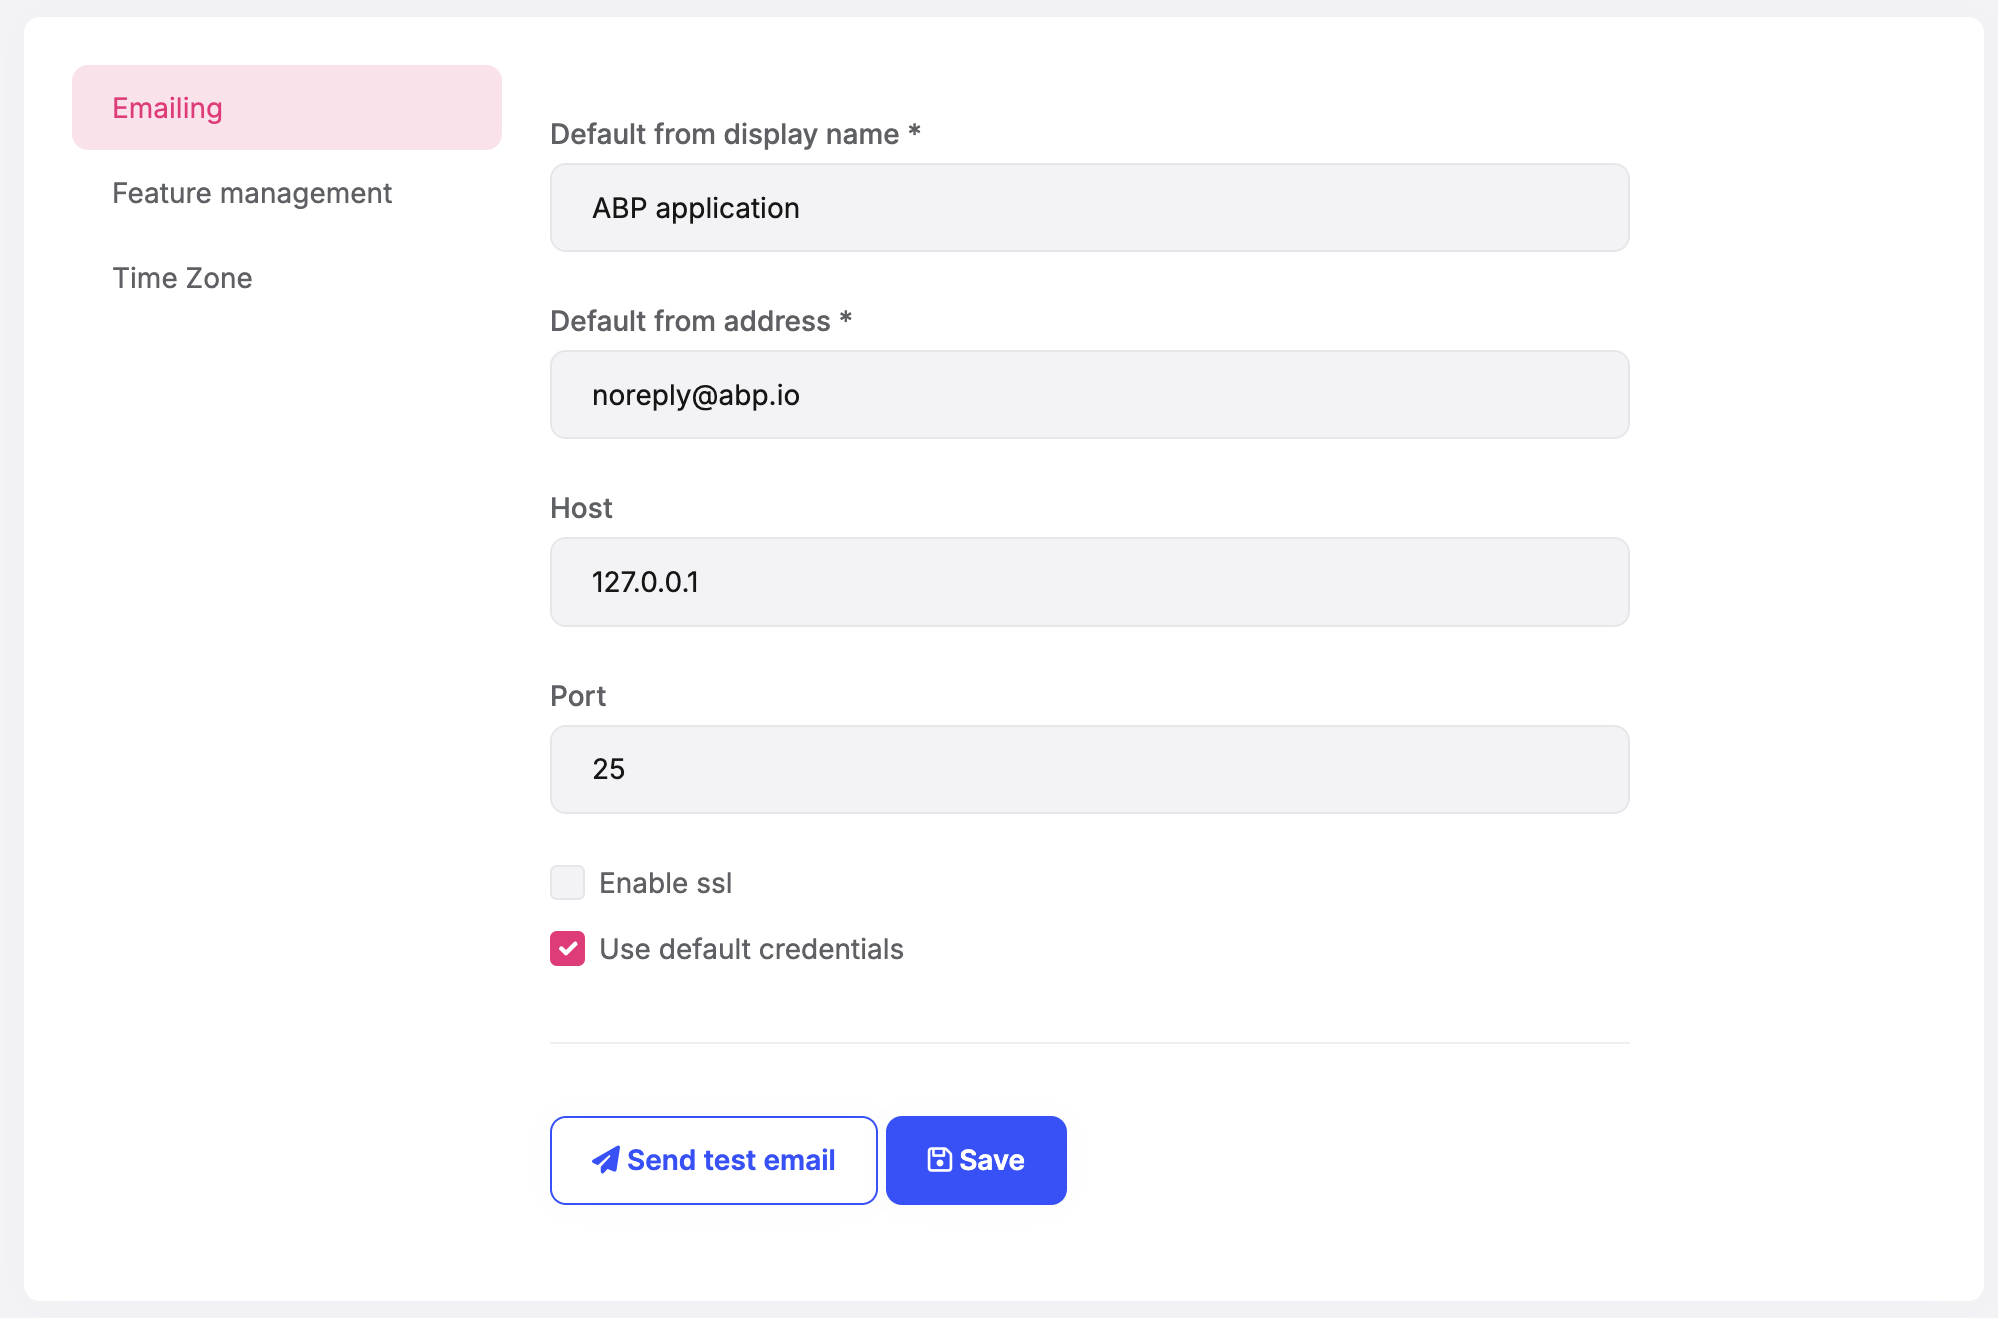 Emailing
Feature management
Time Zone
Default from display name *
ABP application
Default from address *
noreply@abp.io
Host
127.0.0.1
Port
25
Enable ssl
Use default credentials
Send test email
Save